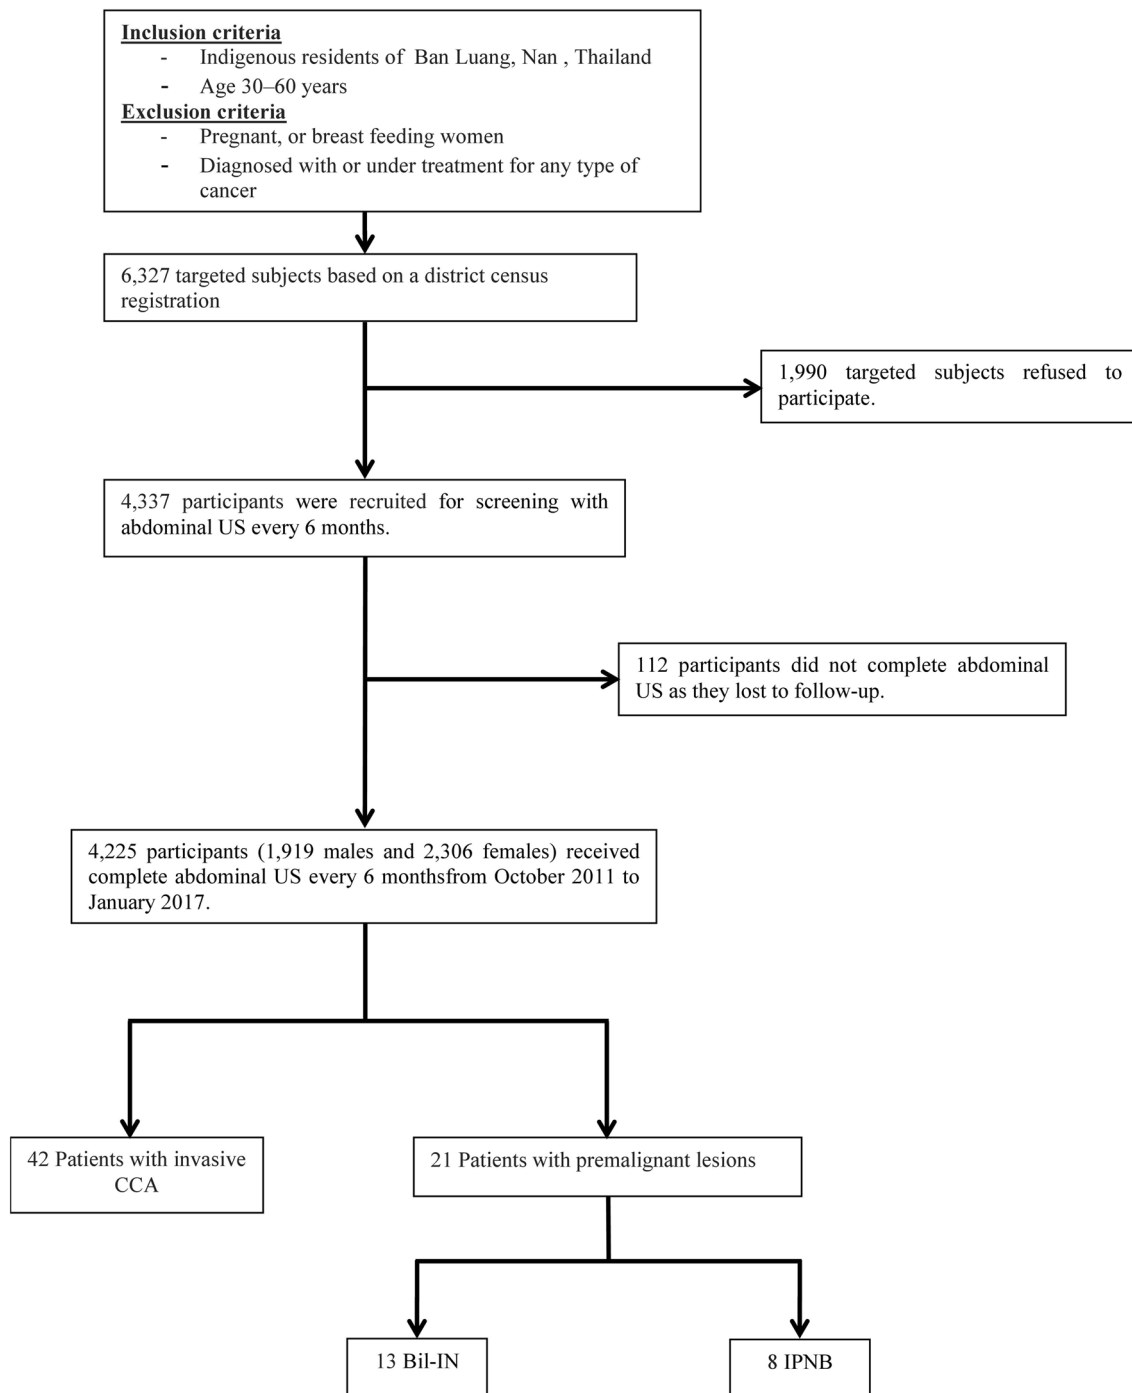 Inclusion criteria
- Indigenous residents of Ban Luang, Nan , Thailand
- Age 30–60 years
Exclusion criteria
- Pregnant, or breast feeding women
- Diagnosed with or under treatment for any type of
cancer
6,327 targeted subjects based on a district census
registration
1,990 targeted subjects refused to
participate.
4,337 participants were recruited for screening with
abdominal US every 6 months.
112 participants did not complete abdominal
US as they lost to follow-up.
4,225 participants (1,919 males and 2,306 females) received
complete abdominal US every 6 monthsfrom October 2011 to
January 2017.
42 Patients with invasive
CCA
21 Patients with premalignant lesions
13 Bil-IN
8 IPNB